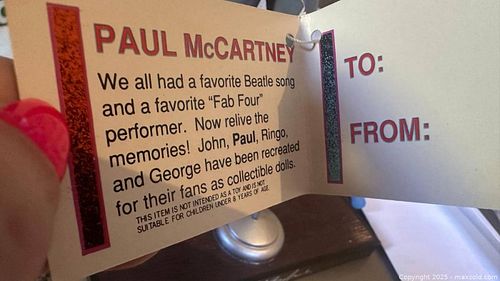 PAUL McCARTNEY
We all had a favorite Beatle song
and a favorite "Fab Four"
performer. Now relive the
memories! John, Paul, Ringo,
and George have been recreated
for their fans as collectible dolls.
THIS ITEM IS NOT INTENDED AS A TOY AND IS NOT
SUITABLE FOR CHILDREN UNDER 8 YEARS OF AGE.
TO:
FROM:
Copyright 2025 - maxsold.com